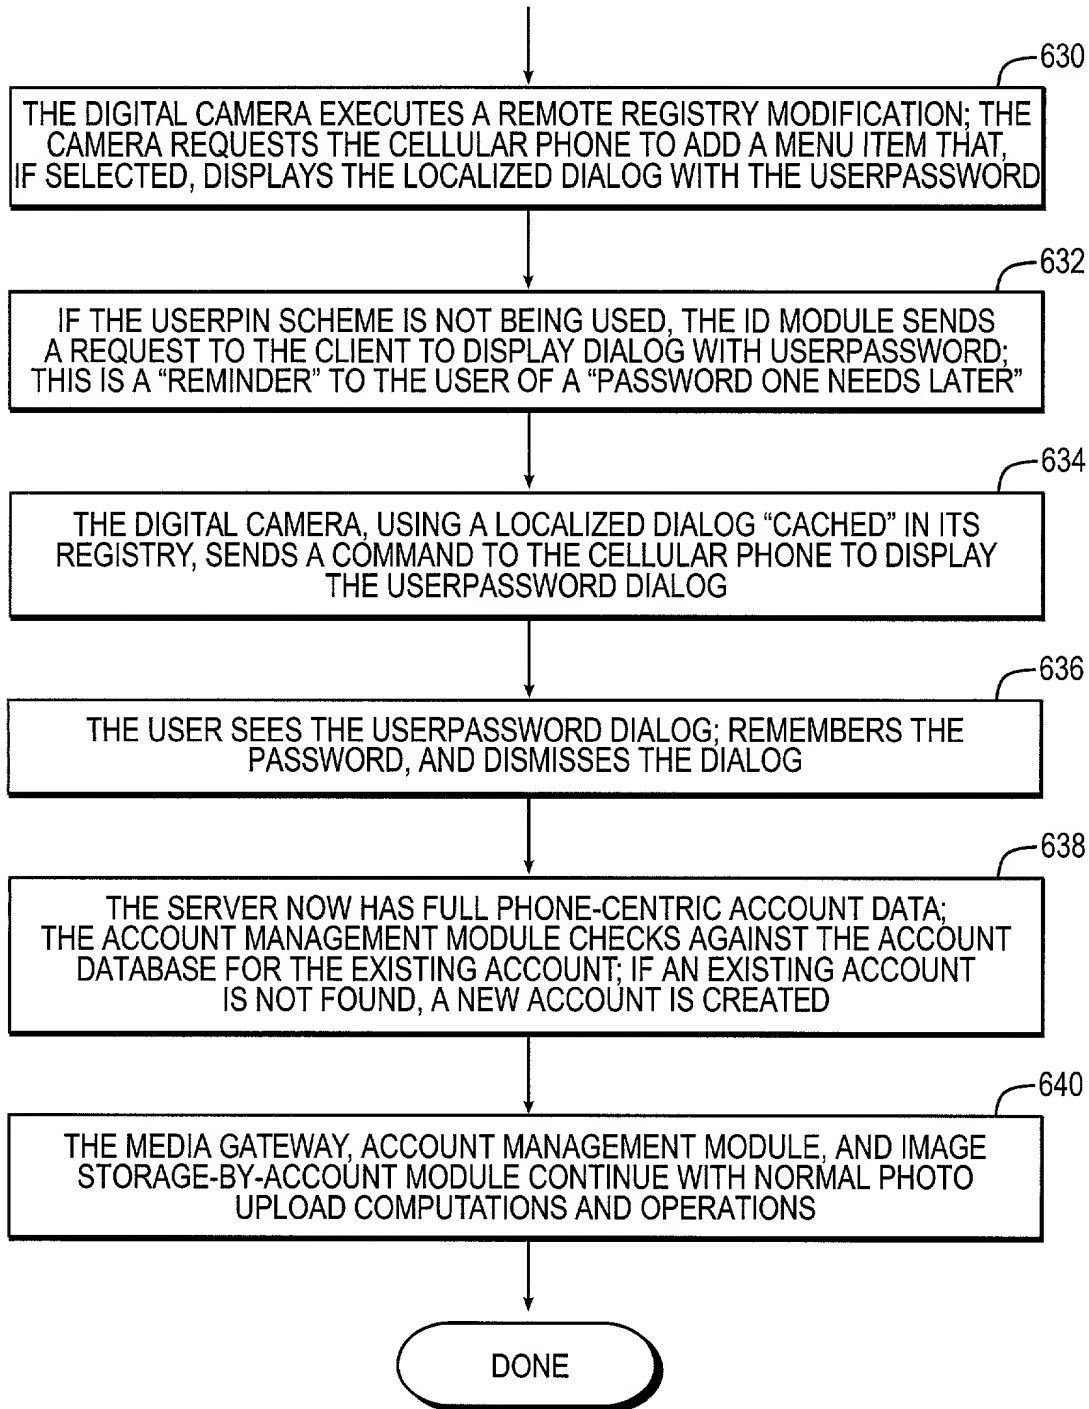 630
THE DIGITAL CAMERA EXECUTES A REMOTE REGISTRY MODIFICATION; THE
CAMERA REQUESTS THE CELLULAR PHONE TO ADD A MENU ITEM THAT,
IF SELECTED, DISPLAYS THE LOCALIZED DIALOG WITH THE USERPASSWORD
632
IF THE USERPIN SCHEME IS NOT BEING USED, THE ID MODULE SENDS
A REQUEST TO THE CLIENT TO DISPLAY DIALOG WITH USERPASSWORD;
THIS IS A “REMINDER” TO THE USER OF A “PASSWORD ONE NEEDS LATER”
634
THE DIGITAL CAMERA, USING A LOCALIZED DIALOG “CACHED” IN ITS
REGISTRY, SENDS A COMMAND TO THE CELLULAR PHONE TO DISPLAY
THE USERPASSWORD DIALOG
636
THE USER SEES THE USERPASSWORD DIALOG; REMEMBERS THE
PASSWORD, AND DISMISSES THE DIALOG
638
THE SERVER NOW HAS FULL PHONE-CENTRIC ACCOUNT DATA;
THE ACCOUNT MANAGEMENT MODULE CHECKS AGAINST THE ACCOUNT
DATABASE FOR THE EXISTING ACCOUNT; IF AN EXISTING ACCOUNT
IS NOT FOUND, A NEW ACCOUNT IS CREATED
640
THE MEDIA GATEWAY, ACCOUNT MANAGEMENT MODULE, AND IMAGE
STORAGE-BY-ACCOUNT MODULE CONTINUE WITH NORMAL PHOTO
UPLOAD COMPUTATIONS AND OPERATIONS
DONE